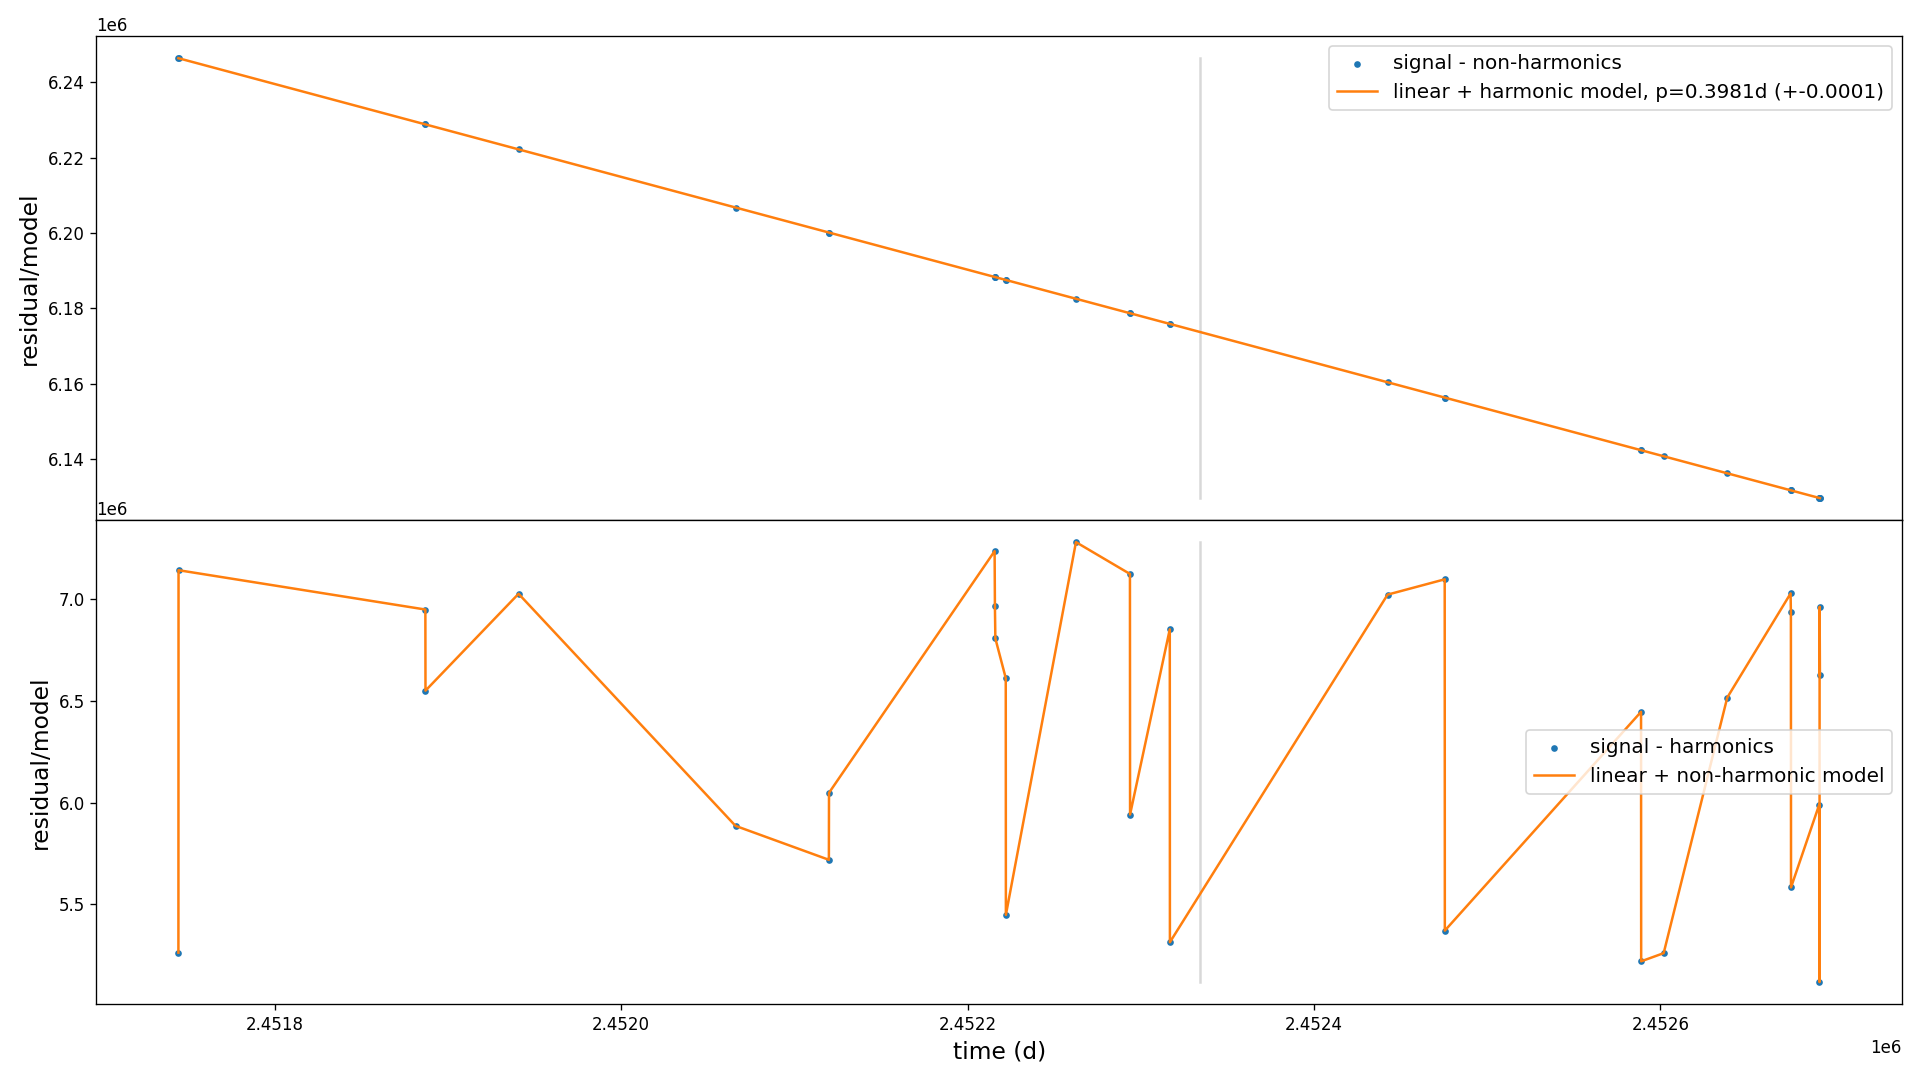 1e6
signal - non-harmonics
linear + harmonic model, p=0.3981d (+-0.0001)
6.24
6.22
6.20
6.18
6.16
6.14
residual/model
1e6
7.0
6.5
6.0
5.5
residual/model
signal - harmonics
linear + non-harmonic model
2.4518 2.4520 2.4522 2.4524 2.4526
time (d)
1e6